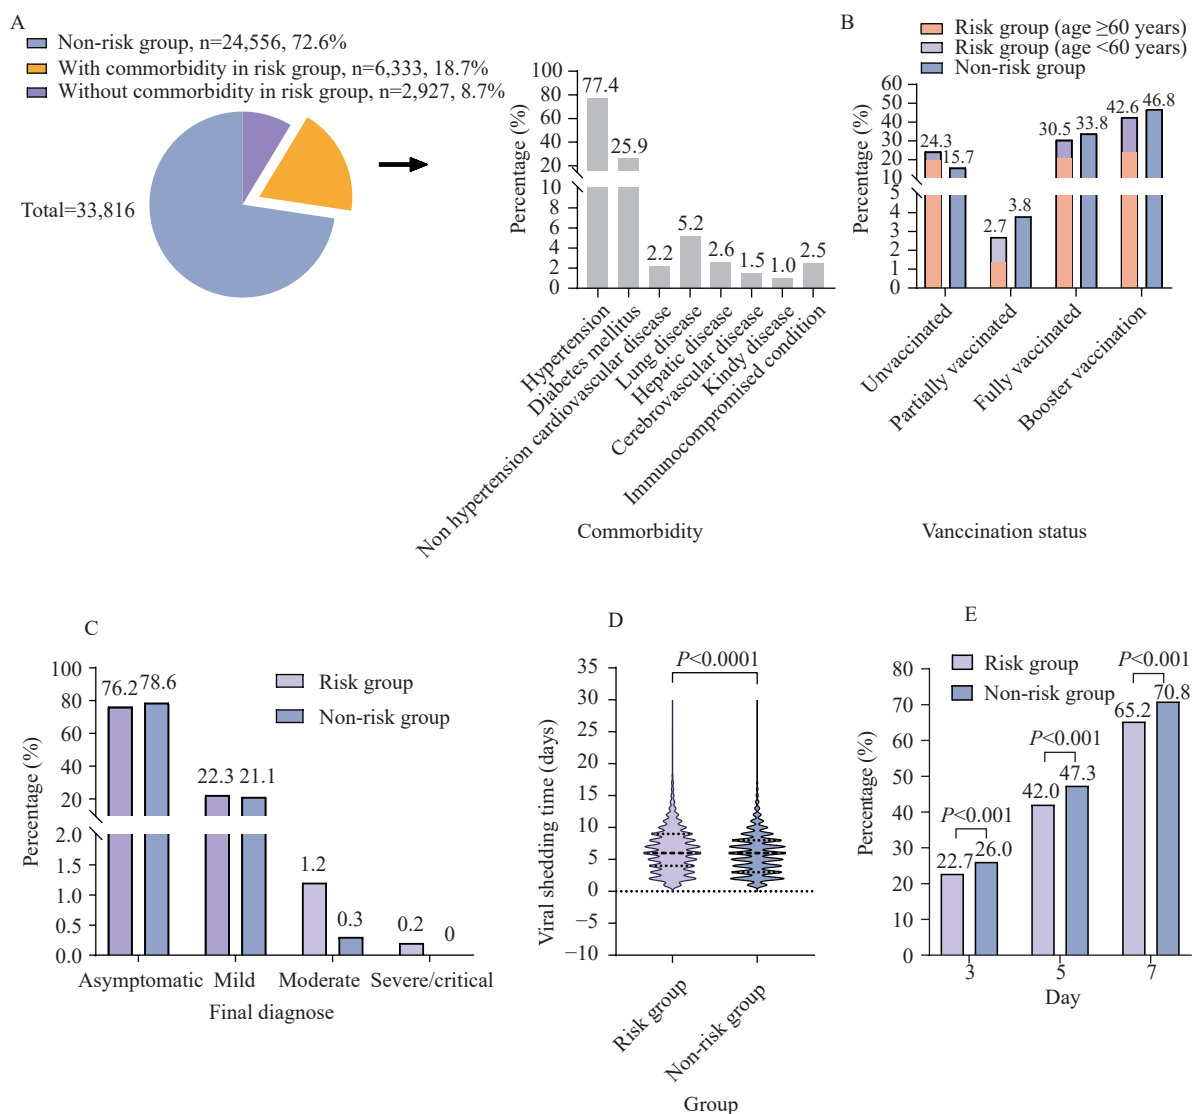 A
Non-risk group, n=24,556, 72.6%
With commorbidity in risk group, n=6,333, 18.7%
Without commorbidity in risk group, n=2,927, 8.7%
Total=33,816
Percentage (%)
100
80
60
40
20
10
8
6
4
2
0
77.4
25.9
2.2
5.2
2.6
1.5
1.0
2.5
Hypertension
Diabetes mellitus
Non hypertension cardiovascular disease
Lung disease
Hepatic disease
Cerebrovascular disease
Kindy disease
Immunocompromised condition
Commorbidity
B
Risk group (age ≥60 years)
Risk group (age <60 years)
Non-risk group
Percentage (%)
60
50
40
30
20
10
5
4
3
2
1
0
24.3
15.7
2.7
3.8
30.5
33.8
42.6
46.8
Unvaccinated
Partially vaccinated
Fully vaccinated
Booster vaccination
Vanccination status
C
Risk group
Non-risk group
Percentage (%)
100
80
60
40
20
2.0
1.5
1.0
0.5
0.0
76.2
78.6
22.3
21.1
1.2
0.3
0.2
0
Asymptomatic
Mild
Moderate
Severe/critical
Final diagnose
D
P<0.0001
Viral shedding time (days)
35
30
25
20
15
10
5
0
−5
−10
Risk group
Non-risk group
Group
E
Risk group
Non-risk group
Percentage (%)
80
70
60
50
40
30
20
10
0
P<0.001
22.7
26.0
P<0.001
42.0
47.3
P<0.001
65.2
70.8
3
5
7
Day